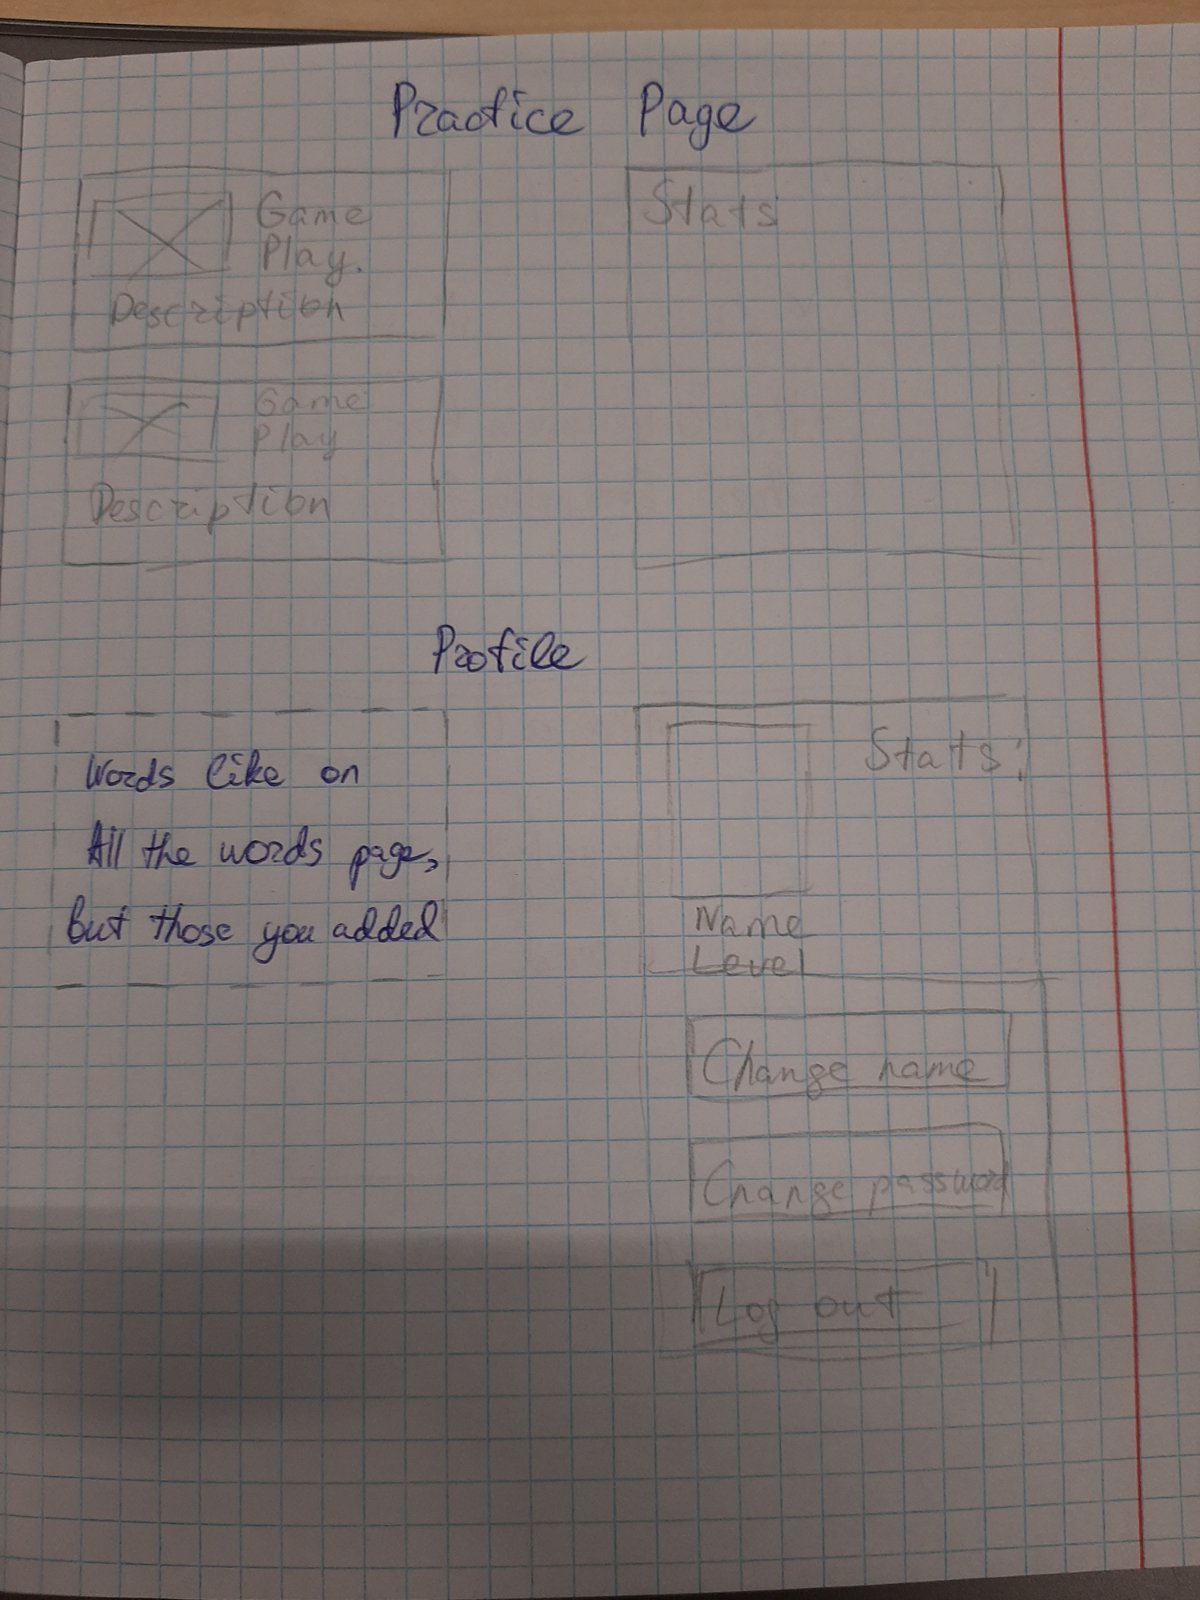 Practice Page
Game
Play.
Description
Stats
Game
Play
Description
Profile
Words like on
All the words page,
but those you added
Stats:
Name
Level
Change name
Change password
Log out